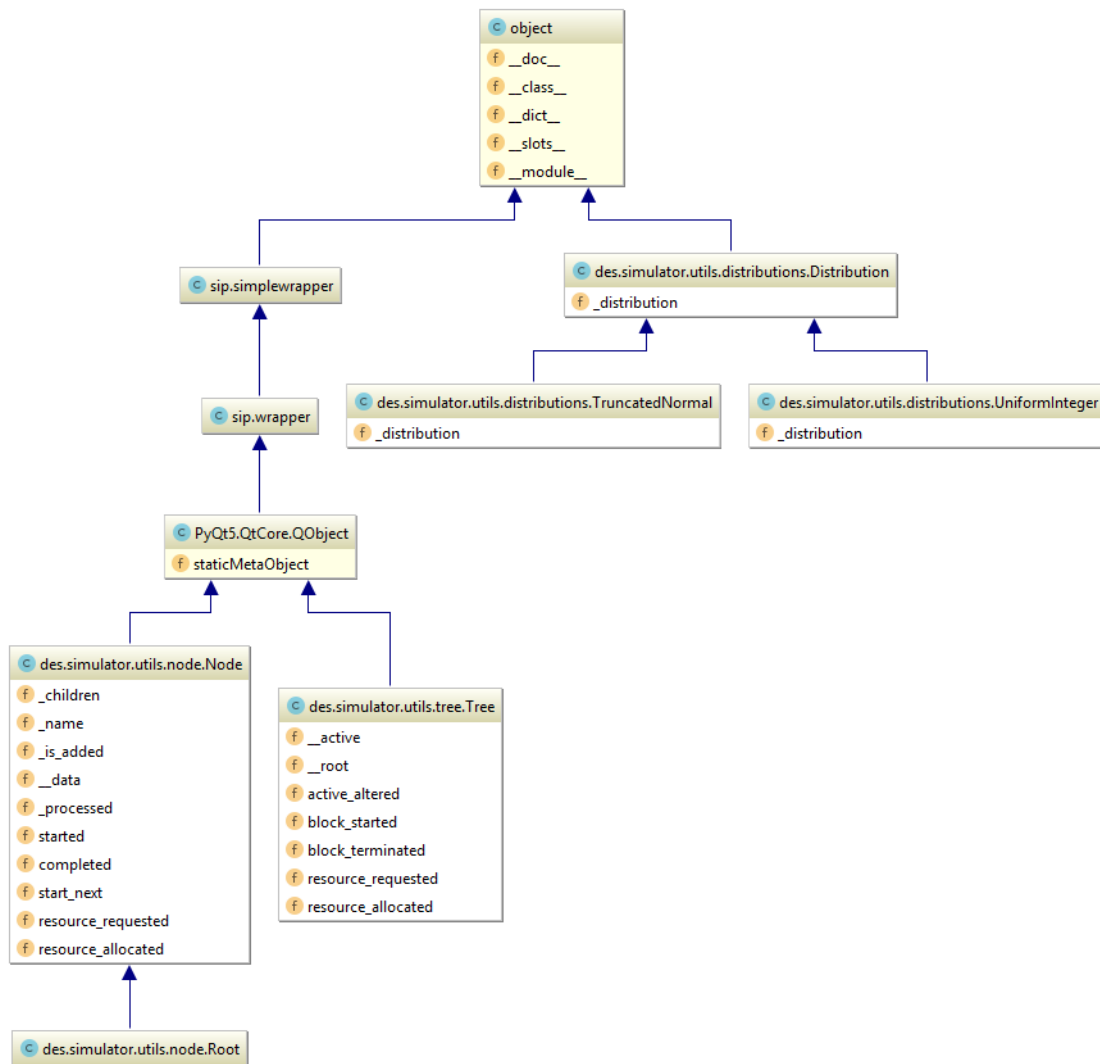 C object
f __doc__
f __class__
f __dict__
f __slots__
f __module__
C sip.simplewrapper
C des.simulator.utils.distributions.Distribution
f _distribution
C des.simulator.utils.distributions.TruncatedNormal
f _distribution
C des.simulator.utils.distributions.UniformInteger
f _distribution
C sip.wrapper
C PyQt5.QtCore.QObject
f staticMetaObject
C des.simulator.utils.node.Node
f _children
f _name
f _is_added
f __data
f _processed
f started
f completed
f start_next
f resource_requested
f resource_allocated
C des.simulator.utils.tree.Tree
f __active
f __root
f active_altered
f block_started
f block_terminated
f resource_requested
f resource_allocated
C des.simulator.utils.node.Root